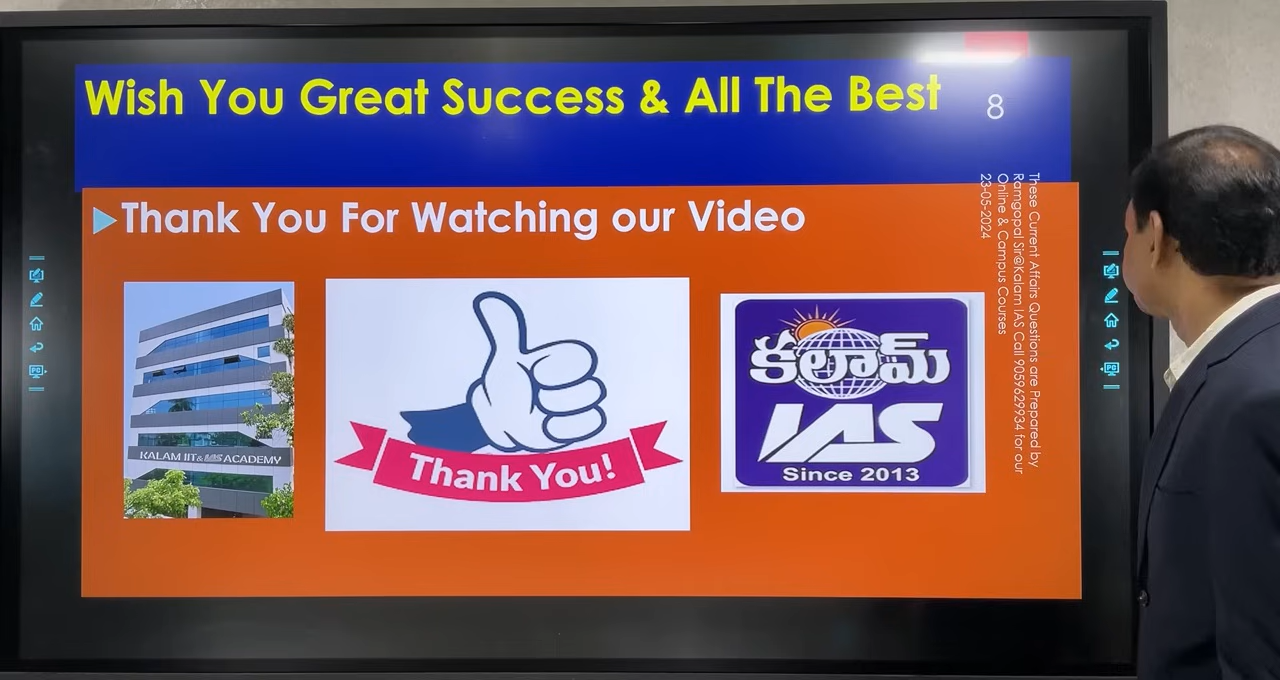 Wish You Great Success & All The Best
8
Thank You For Watching our Video
These Current Affairs Questions are Prepared by
Ramgopal Sir@Kalam IAS Call 9059629934 for our
Online & Campus Courses
23-05-2024
KALAM IIT & IAS ACADEMY
Thank You!
కలామ్
IAS
Since 2013
PC
PC